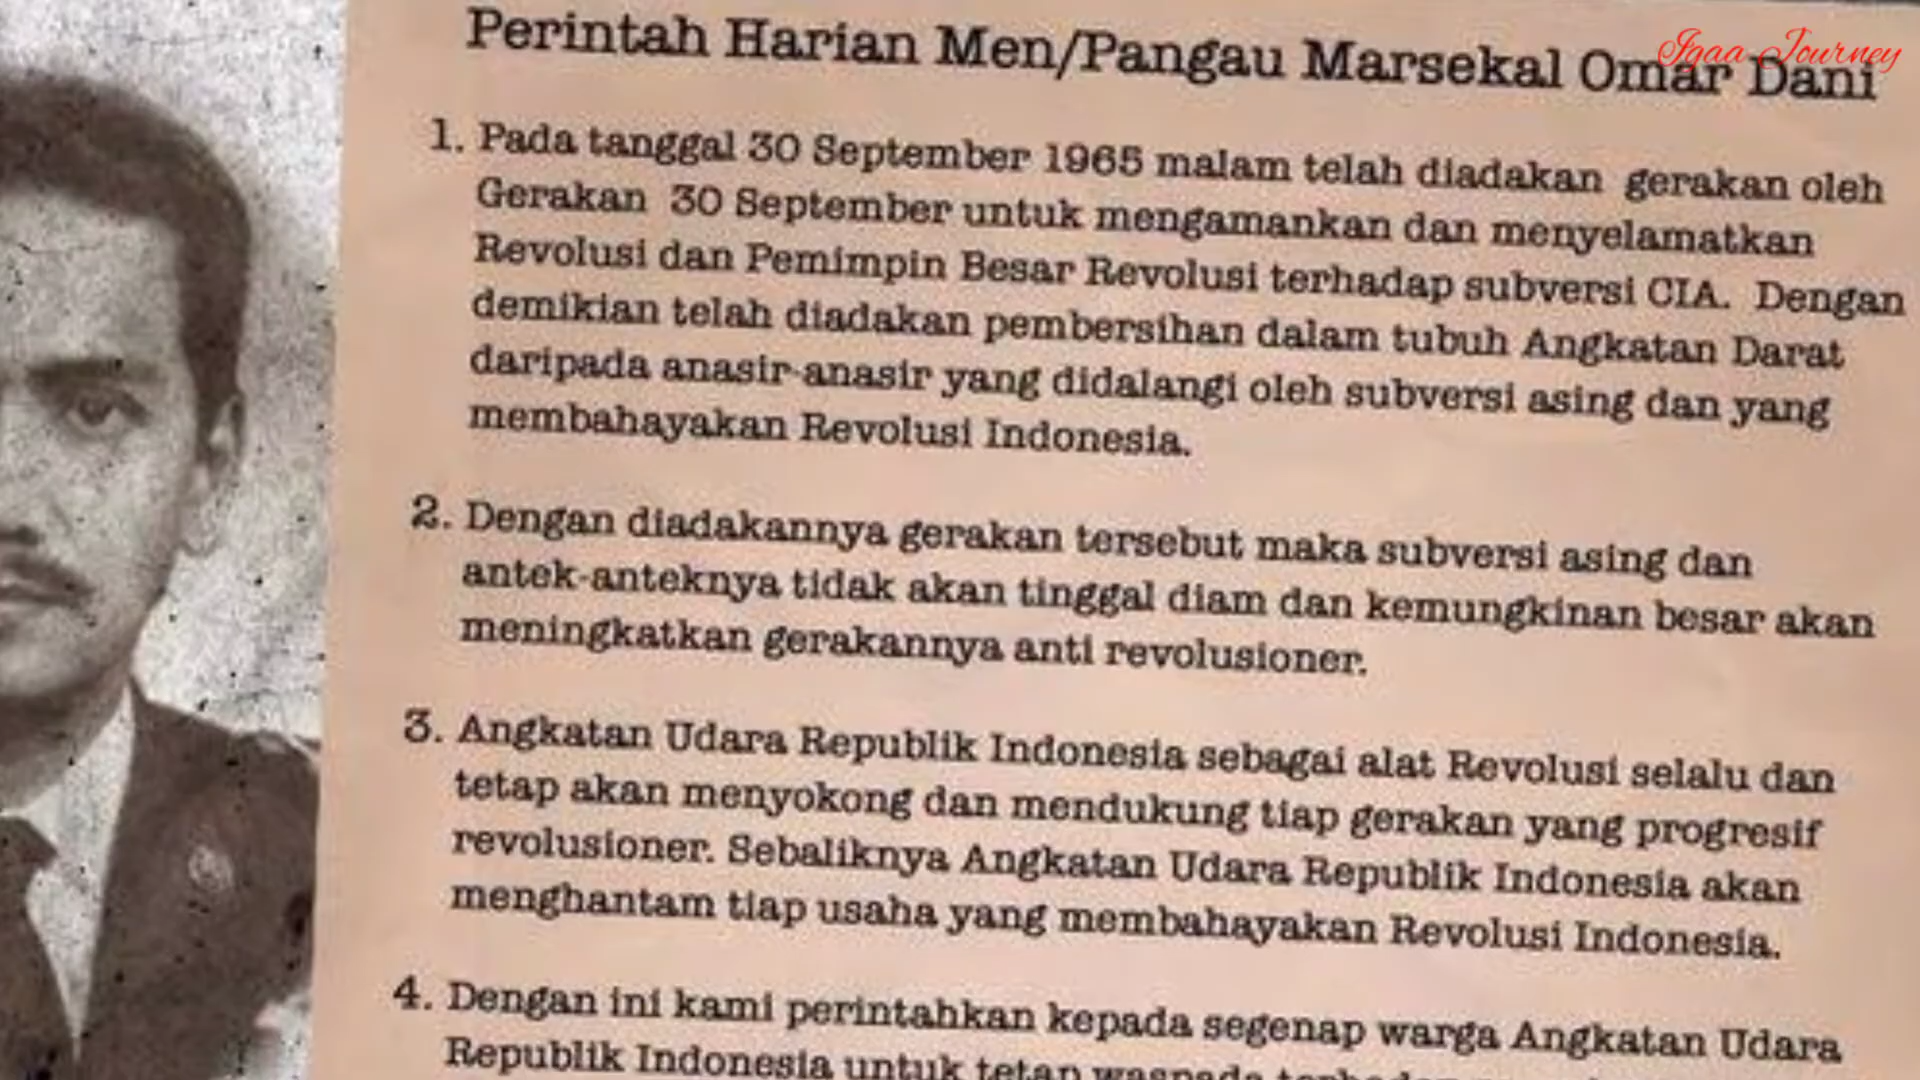 Igaa Journey
Perintah Harian Men/Pangau Marsekal Omar Dani
1. Pada tanggal 30 September 1965 malam telah diadakan gerakan oleh
Gerakan 30 September untuk mengamankan dan menyelamatkan
Revolusi dan Pemimpin Besar Revolusi terhadap subversi CIA. Dengan
demikian telah diadakan pembersihan dalam tubuh Angkatan Darat
daripada anasir-anasir yang didalangi oleh subversi asing dan yang
membahayakan Revolusi Indonesia.
2. Dengan diadakannya gerakan tersebut maka subversi asing dan
antek-anteknya tidak akan tinggal diam dan kemungkinan besar akan
meningkatkan gerakannya anti revolusioner.
3. Angkatan Udara Republik Indonesia sebagai alat Revolusi selalu dan
tetap akan menyokong dan mendukung tiap gerakan yang progresif
revolusioner. Sebaliknya Angkatan Udara Republik Indonesia akan
menghantam tiap usaha yang membahayakan Revolusi Indonesia.
4. Dengan ini kami perintahkan kepada segenap warga Angkatan Udara
Republik Indonesia untuk tetap waspada